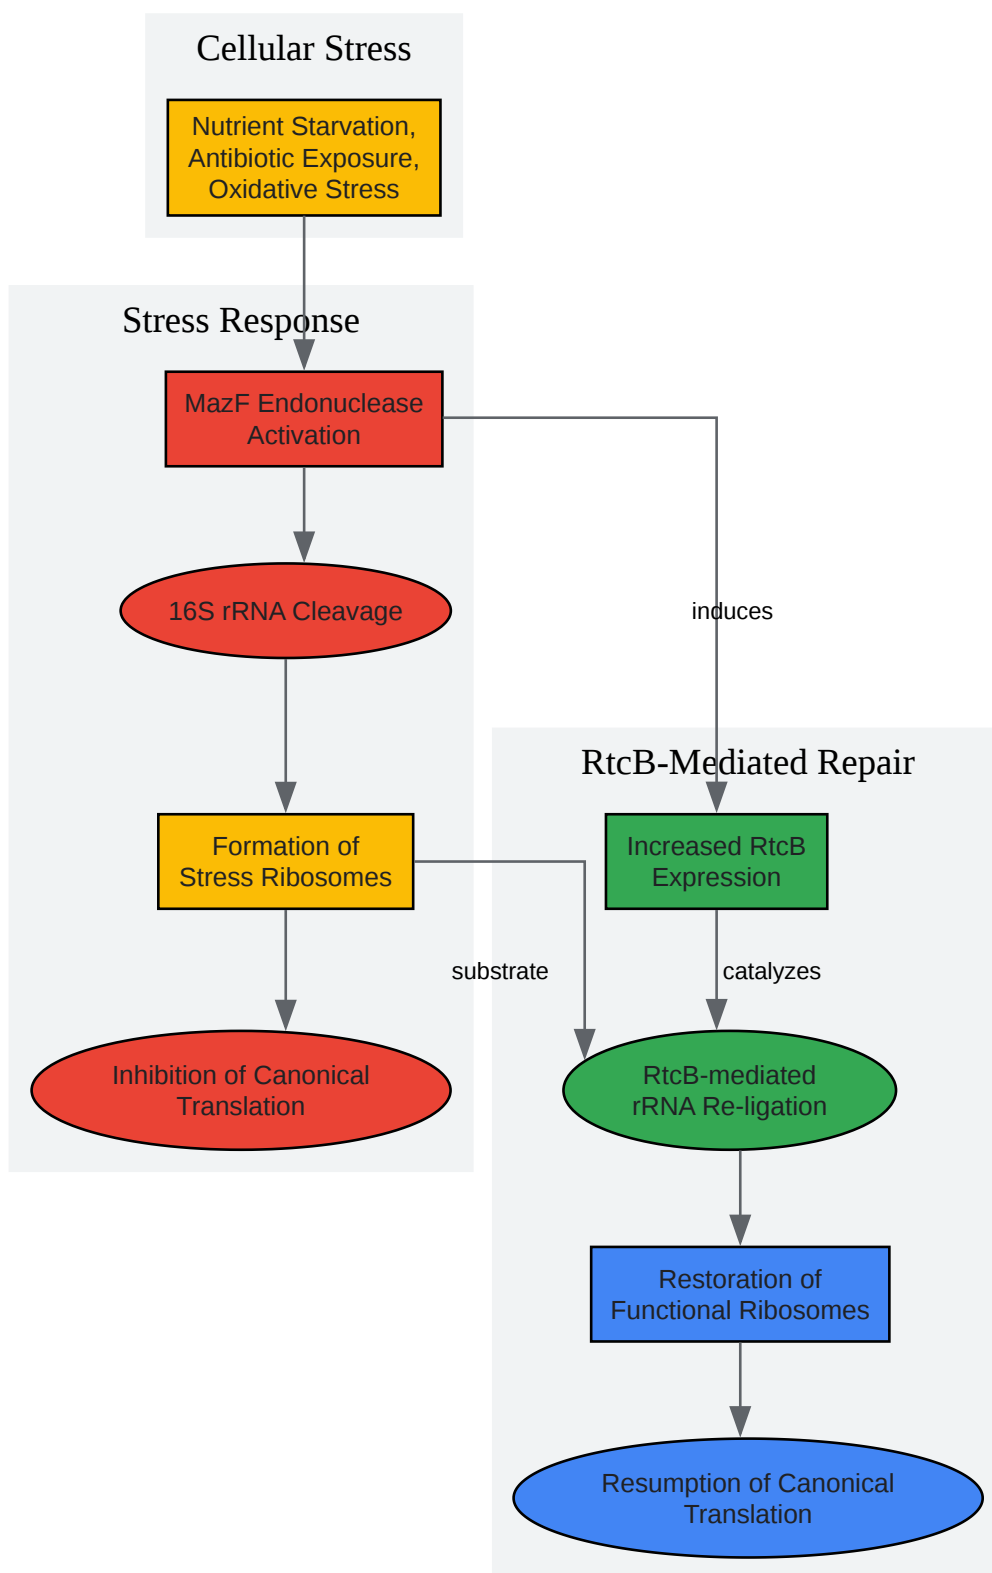 Cellular Stress
Nutrient Starvation,
Antibiotic Exposure,
Oxidative Stress
Stress Response
MazF Endonuclease
Activation
16S rRNA Cleavage
induces
RtcB-Mediated Repair
Formation of
Stress Ribosomes
Increased RtcB
Expression
substrate
catalyzes
Inhibition of Canonical
Translation
RtcB-mediated
rRNA Re-ligation
Restoration of
Functional Ribosomes
Resumption of Canonical
Translation